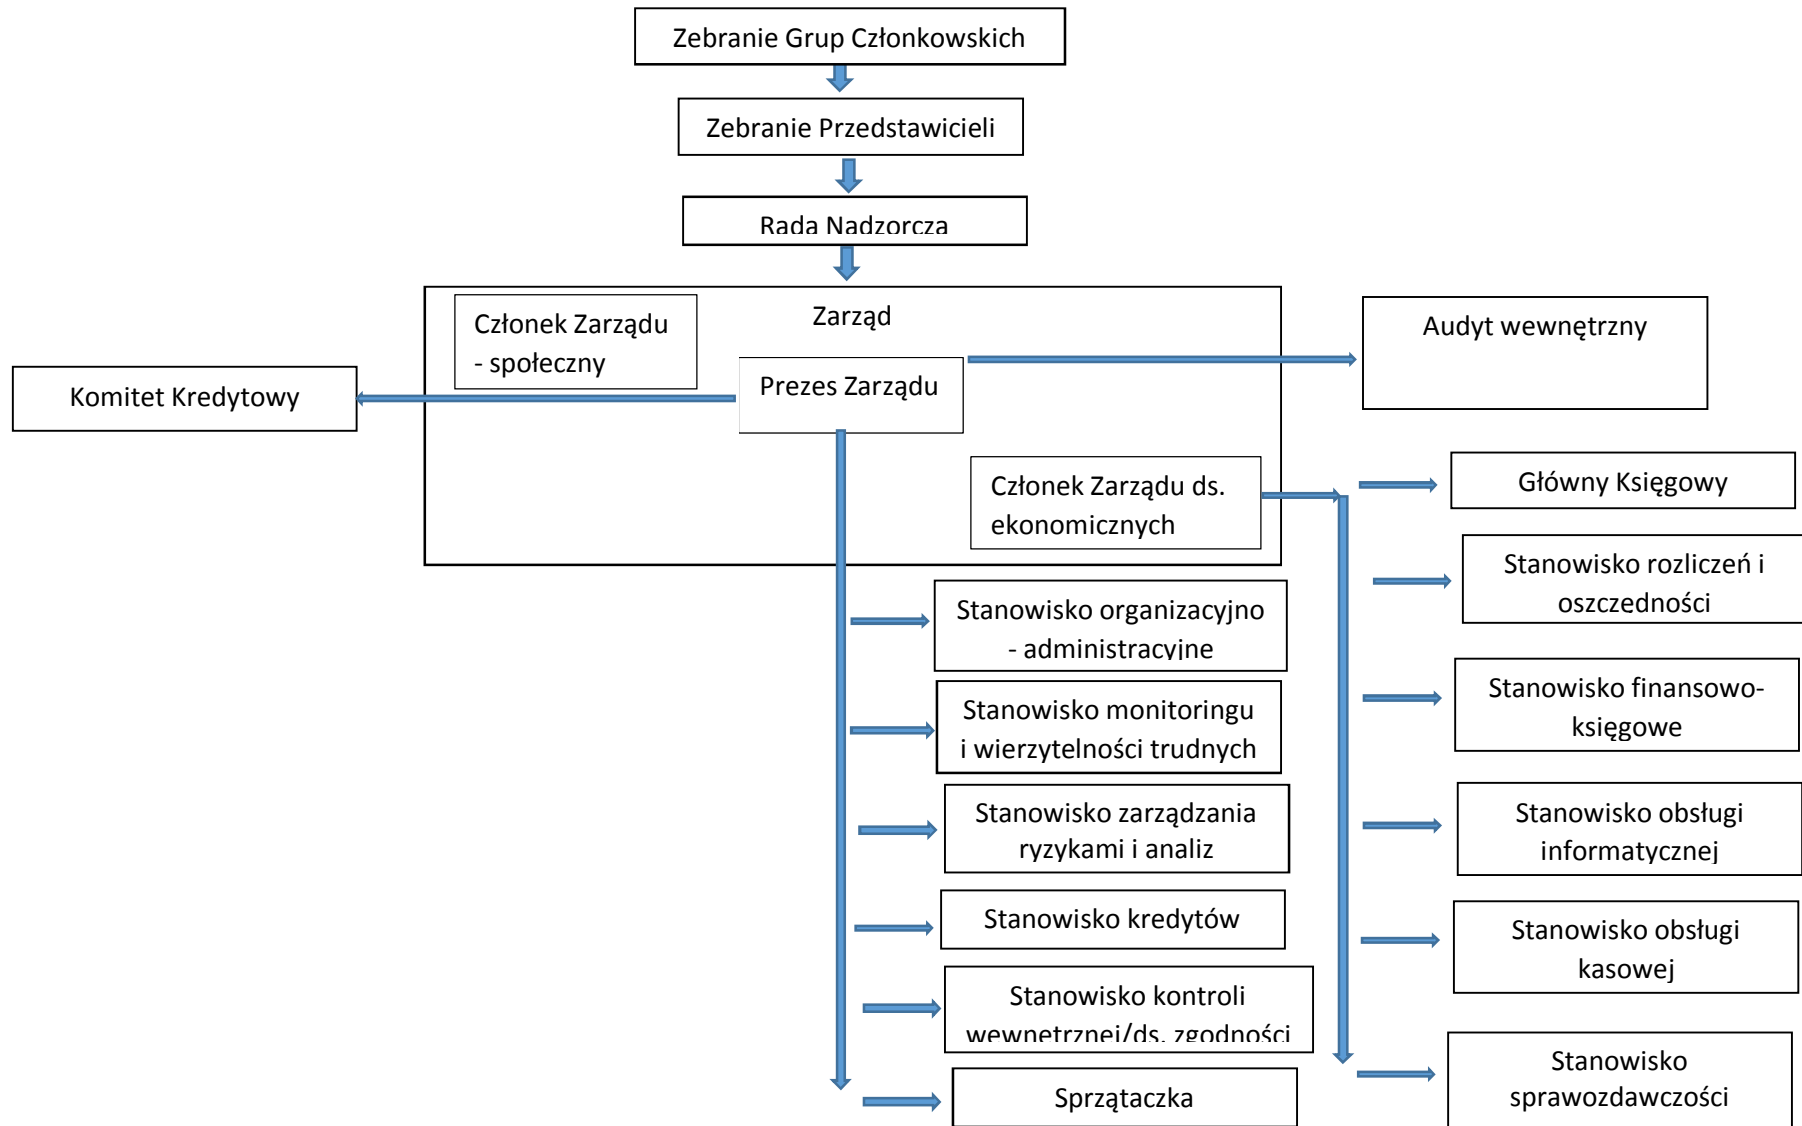 Zebranie Grup Członkowskich
Zebranie Przedstawicieli
Rada Nadzorcza
Zarząd
Członek Zarządu
- społeczny
Prezes Zarządu
Audyt wewnętrzny
Komitet Kredytowy
Członek Zarządu ds.
ekonomicznych
Główny Księgowy
Stanowisko rozliczeń i
oszczedności
Stanowisko finansowo-
księgowe
Stanowisko obsługi
informatycznej
Stanowisko obsługi
kasowej
Stanowisko
sprawozdawczości
Stanowisko organizacyjno
- administracyjne
Stanowisko monitoringu
i wierzytelności trudnych
Stanowisko zarządzania
ryzykami i analiz
Stanowisko kredytów
Stanowisko kontroli
wewnętrznej/ds. zgodności
Sprzątaczka